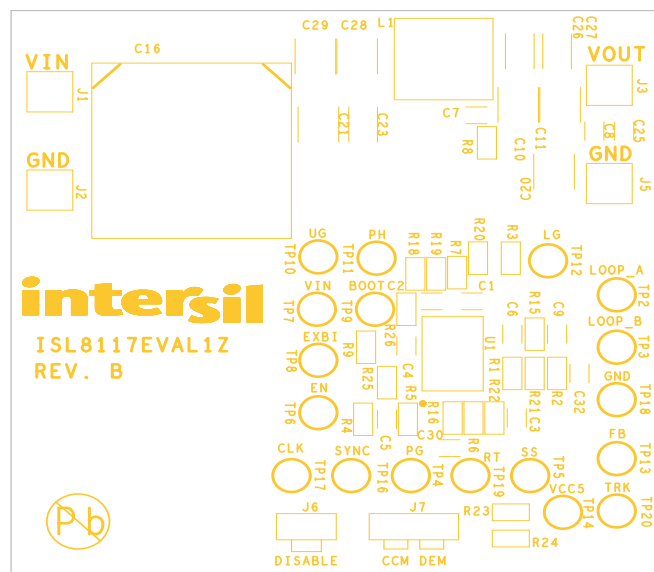 C29 C28 L1 C26 C27
VIN C16 VOUT
J1 J3
C7 C21 C23 R8 C10 C11 C8 C25
GND GND
J2 C20 J5
UG PH R18 R19 R7 R20 R3 LG
TP10 TP11 TP12
LOOP_A
TP2
VIN BOOT C2 C1
TP7 TP9 R26 C6 R15 C9
intersil
LOOP_B
TP3
EXBI
ISL8117EVAL1Z
TP8 R9 C4 U1 R1
REV. B
EN R25 R5 R22 R21 R2 GND
TP6 R4 R16 C3 C32 TP18
C5 C30 R6
CLK SYNC PG RT SS FB
TP17 TP16 TP4 TP19 TP5 TP13
VCC5 TRK
TP14 TP20
Pb
J6 J7 R23
R24
DISABLE CCM DEM